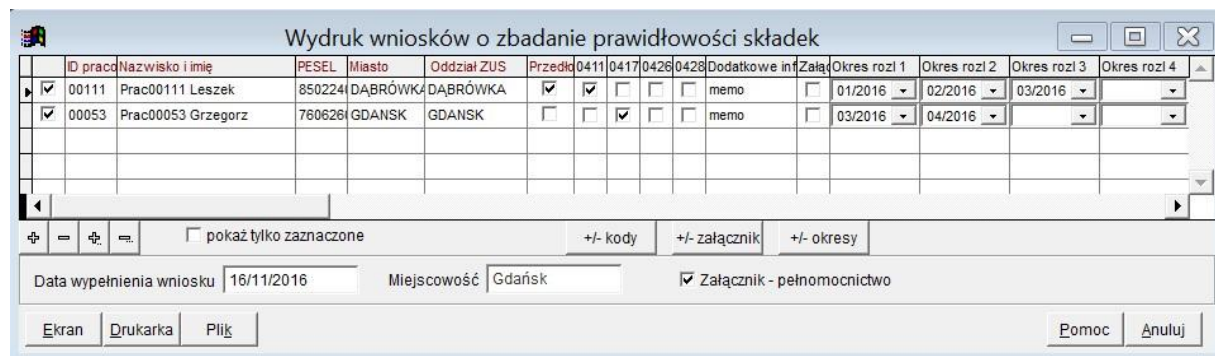 Wydruk wniosków o zbadanie prawidłowości składek
ID praco Nazwisko i imię PESEL Miasto Oddział ZUS Przedło 0411 0417 0426 0428 Dodatkowe inf Załąc Okres rozl 1 Okres rozl 2 Okres rozl 3 Okres rozl 4
00111 Prac00111 Leszek 850224 DĄBRÓWKA DĄBRÓWKA memo 01/2016 02/2016 03/2016
00053 Prac00053 Grzegorz 760626 GDANSK GDANSK memo 03/2016 04/2016
pokaż tylko zaznaczone +/- kody +/- załącznik +/- okresy
Data wypełnienia wniosku 16/11/2016 Miejscowość Gdańsk Załącznik - pełnomocnictwo
Ekran Drukarka Plik Pomoc Anuluj